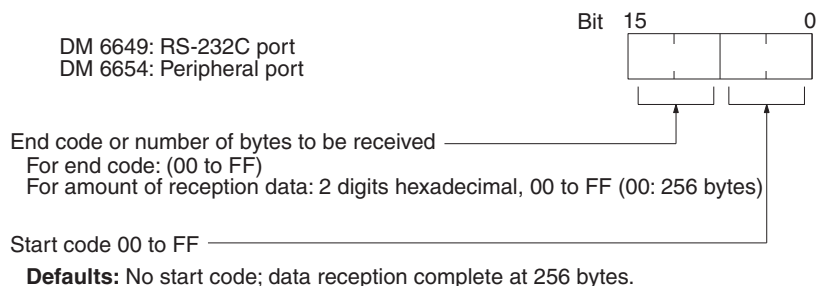 Bit 15 0
DM 6649: RS-232C port
DM 6654: Peripheral port
End code or number of bytes to be received
For end code: (00 to FF)
For amount of reception data: 2 digits hexadecimal, 00 to FF (00: 256 bytes)
Start code 00 to FF
Defaults: No start code; data reception complete at 256 bytes.